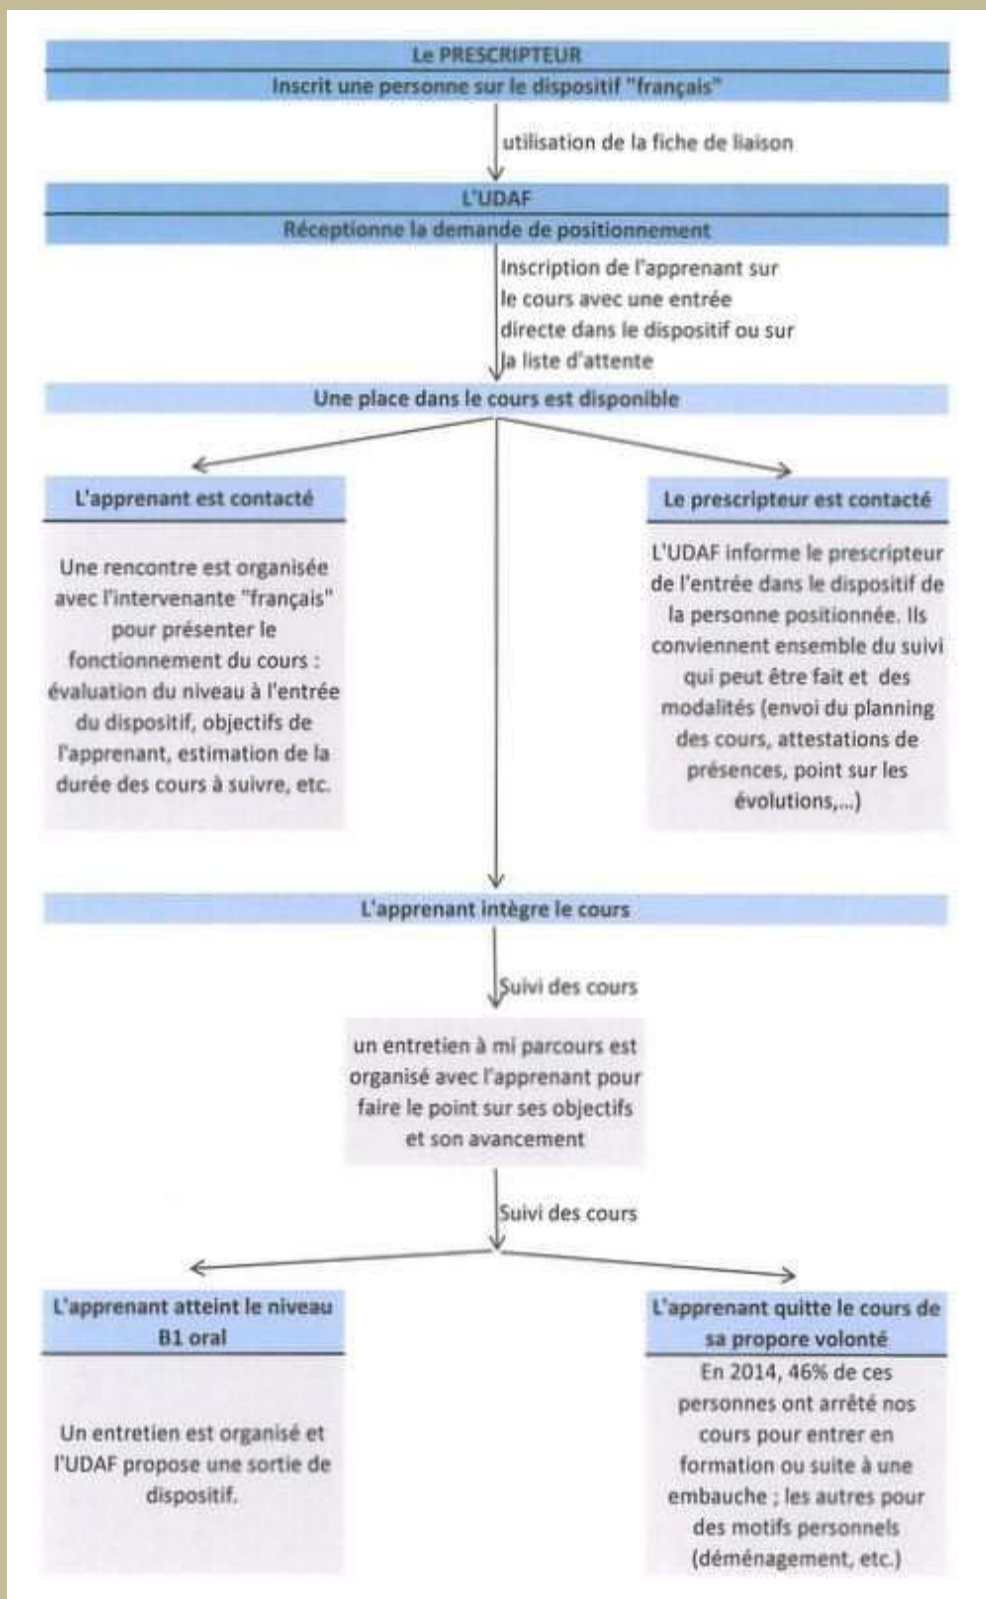 Le PRESCRIPTEUR
Inscrit une personne sur le dispositif "français"
utilisation de la fiche de liaison
L'UDAF
Réceptionne la demande de positionnement
Inscription de l'apprenant sur
le cours avec une entrée
directe dans le dispositif ou sur
la liste d'attente
Une place dans le cours est disponible
L'apprenant est contacté
Une rencontre est organisée
avec l'intervenante "français"
pour présenter le
fonctionnement du cours :
évaluation du niveau à l'entrée
du dispositif, objectifs de
l'apprenant, estimation de la
durée des cours à suivre, etc.
Le prescripteur est contacté
L'UDAF informe le prescripteur
de l'entrée dans le dispositif de
la personne positionnée. Ils
conviennent ensemble du suivi
qui peut être fait et des
modalités (envoi du planning
des cours, attestations de
présences, point sur les
évolutions,...)
L'apprenant intègre le cours
Suivi des cours
un entretien à mi parcours est
organisé avec l'apprenant pour
faire le point sur ses objectifs
et son avancement
Suivi des cours
L'apprenant atteint le niveau
B1 oral
Un entretien est organisé et
l'UDAF propose une sortie de
dispositif.
L'apprenant quitte le cours de
sa propore volonté
En 2014, 46% de ces
personnes ont arrêté nos
cours pour entrer en
formation ou suite à une
embauche ; les autres pour
des motifs personnels
(déménagement, etc.)